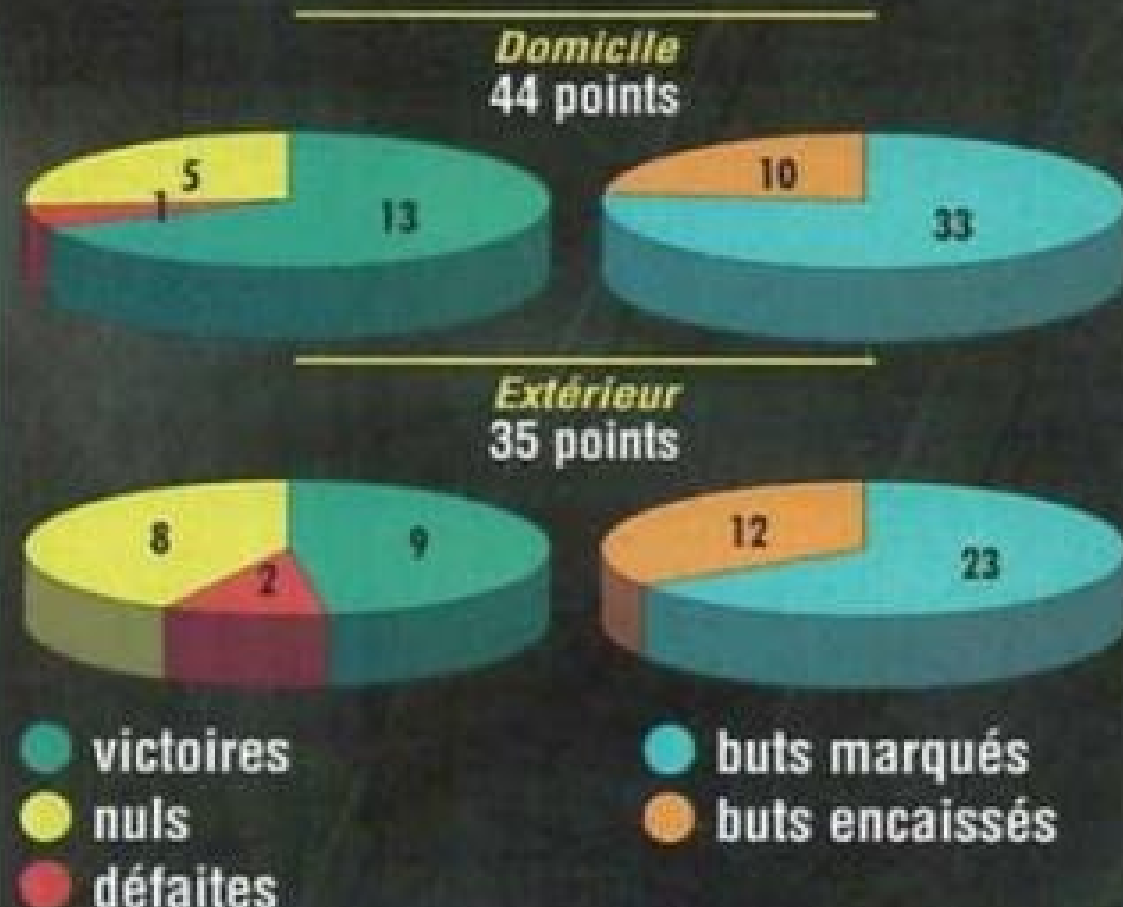 Domicile
44 points
5
1
13
10
33
Extérieur
35 points
8
2
9
12
23
victoires
nuls
défaites
buts marqués
buts encaissés